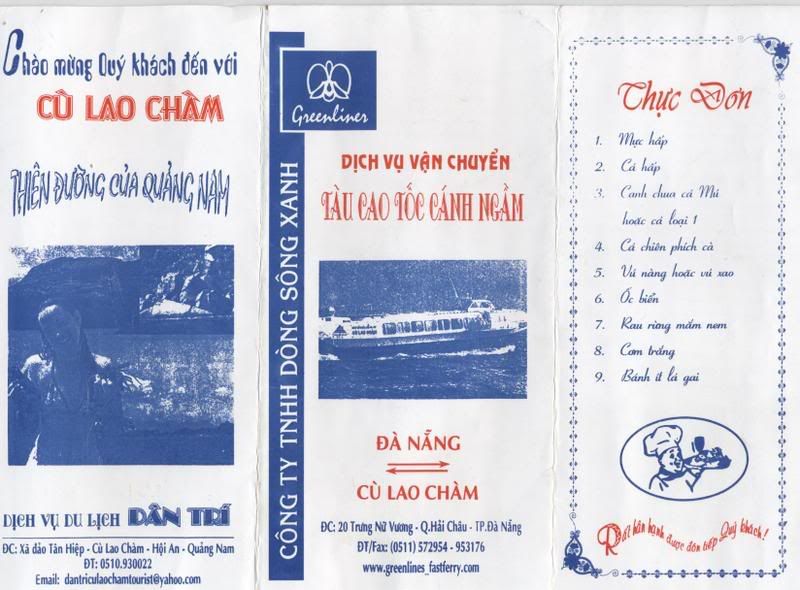 Chào mừng Quý khách đến với
CÙ LAO CHÀM
THIÊN ĐƯỜNG CỦA QUẢNG NAM
DỊCH VỤ DU LỊCH DÂN TRÍ
ĐC: Xã đảo Tân Hiệp - Cù Lao Chàm - Hội An - Quảng Nam
ĐT: 0510.930022
Email: dantriculaochamtourist@yahoo.com
CÔNG TY TNHH DÒNG SÔNG XANH
Greenliner
DỊCH VỤ VẬN CHUYỂN
TÀU CAO TỐC CÁNH NGẦM
ĐÀ NẴNG
CÙ LAO CHÀM
ĐC: 20 Trưng Nữ Vương - Q.Hải Châu - TP.Đà Nẵng
ĐT/Fax: (0511) 572954 - 953176
www.greenlines_fastferry.com
Thực Đơn
1. Mực hấp
2. Cá hấp
3. Canh chua cá Mú
hoặc cá loại 1
4. Cá chiên phích cà
5. Vú nàng hoặc vú xao
6. Ốc biển
7. Rau rừng mắm nem
8. Cơm trắng
9. Bánh ít lá gai
Rất hân hạnh được đón tiếp Quý khách!